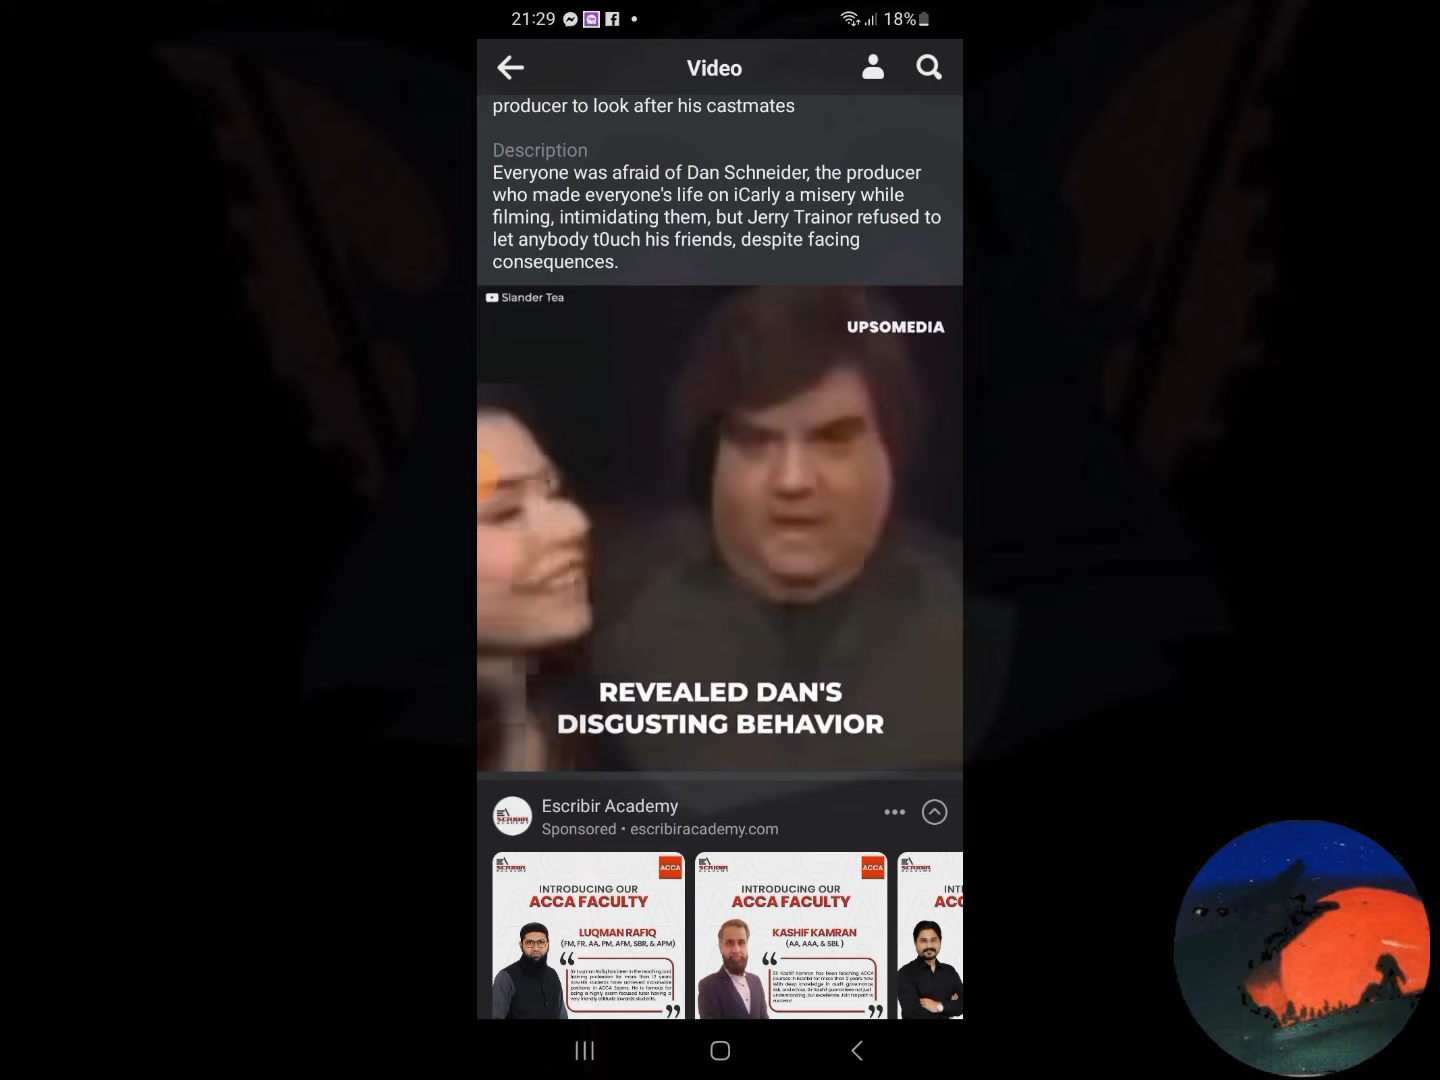 21:29
18%
Video
producer to look after his castmates
Description
Everyone was afraid of Dan Schneider, the producer
who made everyone's life on iCarly a misery while
filming, intimidating them, but Jerry Trainor refused to
let anybody t0uch his friends, despite facing
consequences.
Slander Tea
UPSOMEDIA
REVEALED DAN'S
DISGUSTING BEHAVIOR
Escribir Academy
Sponsored • escribiracademy.com
ACCA
INTRODUCING OUR
ACCA FACULTY
LUQMAN RAFIQ
(FM, FR, AA, PM, AFM, SBR, & APM)
ACCA
INTRODUCING OUR
ACCA FACULTY
KASHIF KAMRAN
(AA, AAA, & SBL)